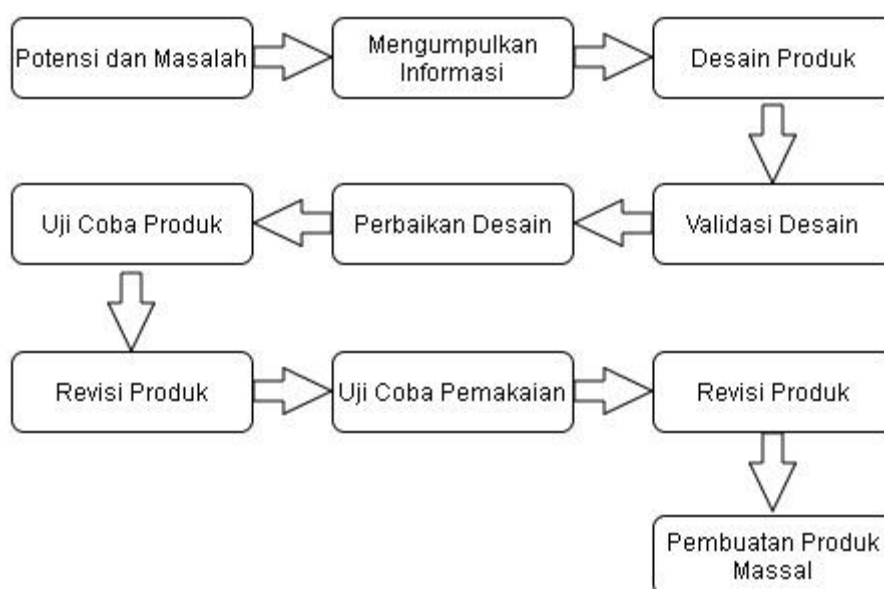 Potensi dan Masalah
Mengumpulkan
Informasi
Desain Produk
Validasi Desain
Perbaikan Desain
Uji Coba Produk
Revisi Produk
Uji Coba Pemakaian
Revisi Produk
Pembuatan Produk
Massal